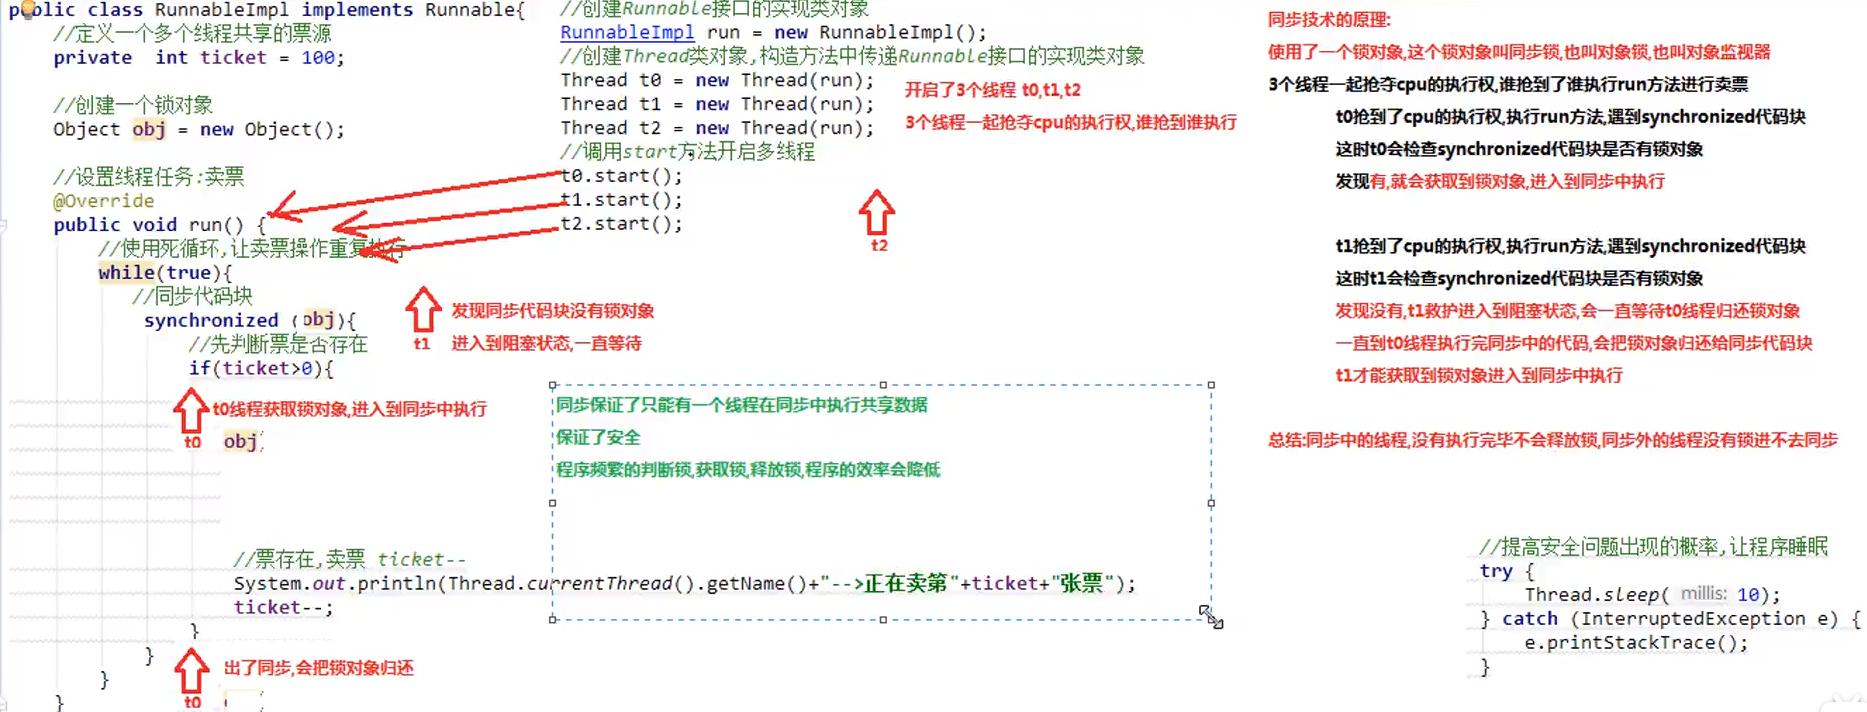 public class RunnableImpl implements Runnable{
//定义一个多个线程共享的票源
private int ticket = 100;
//创建一个锁对象
Object obj = new Object();
//设置线程任务:卖票
@Override
public void run() {
//使用死循环,让卖票操作重复执行
while(true){
//同步代码块
synchronized (obj){
//先判断票是否存在
if(ticket>0){
t0线程获取锁对象,进入到同步中执行
t0
obj
//票存在,卖票 ticket--
System.out.println(Thread.currentThread().getName()+"-->正在卖第"+ticket+"张票");
ticket--;
}
}
}
}
出了同步,会把锁对象归还
t0
//创建Runnable接口的实现类对象
RunnableImpl run = new RunnableImpl();
//创建Thread类对象,构造方法中传递Runnable接口的实现类对象
Thread t0 = new Thread(run);
Thread t1 = new Thread(run);
Thread t2 = new Thread(run);
//调用start方法开启多线程
t0.start();
t1.start();
t2.start();
开启了3个线程 t0,t1,t2
3个线程一起抢夺cpu的执行权,谁抢到谁执行
t2
发现同步代码块没有锁对象
t1 进入到阻塞状态,一直等待
同步保证了只能有一个线程在同步中执行共享数据
保证了安全
程序频繁的判断锁,获取锁,释放锁,程序的效率会降低
同步技术的原理:
使用了一个锁对象,这个锁对象叫同步锁,也叫对象锁,也叫对象监视器
3个线程一起抢夺cpu的执行权,谁抢到了谁执行run方法进行卖票
t0抢到了cpu的执行权,执行run方法,遇到synchronized代码块
这时t0会检查synchronized代码块是否有锁对象
发现有,就会获取到锁对象,进入到同步中执行
t1抢到了cpu的执行权,执行run方法,遇到synchronized代码块
这时t1会检查synchronized代码块是否有锁对象
发现没有,t1救护进入到阻塞状态,会一直等待t0线程归还锁对象
一直到t0线程执行完同步中的代码,会把锁对象归还给同步代码块
t1才能获取到锁对象进入到同步中执行
总结:同步中的线程,没有执行完毕不会释放锁,同步外的线程没有锁进不去同步
//提高安全问题出现的概率,让程序睡眠
try {
Thread.sleep( millis: 10);
} catch (InterruptedException e) {
e.printStackTrace();
}